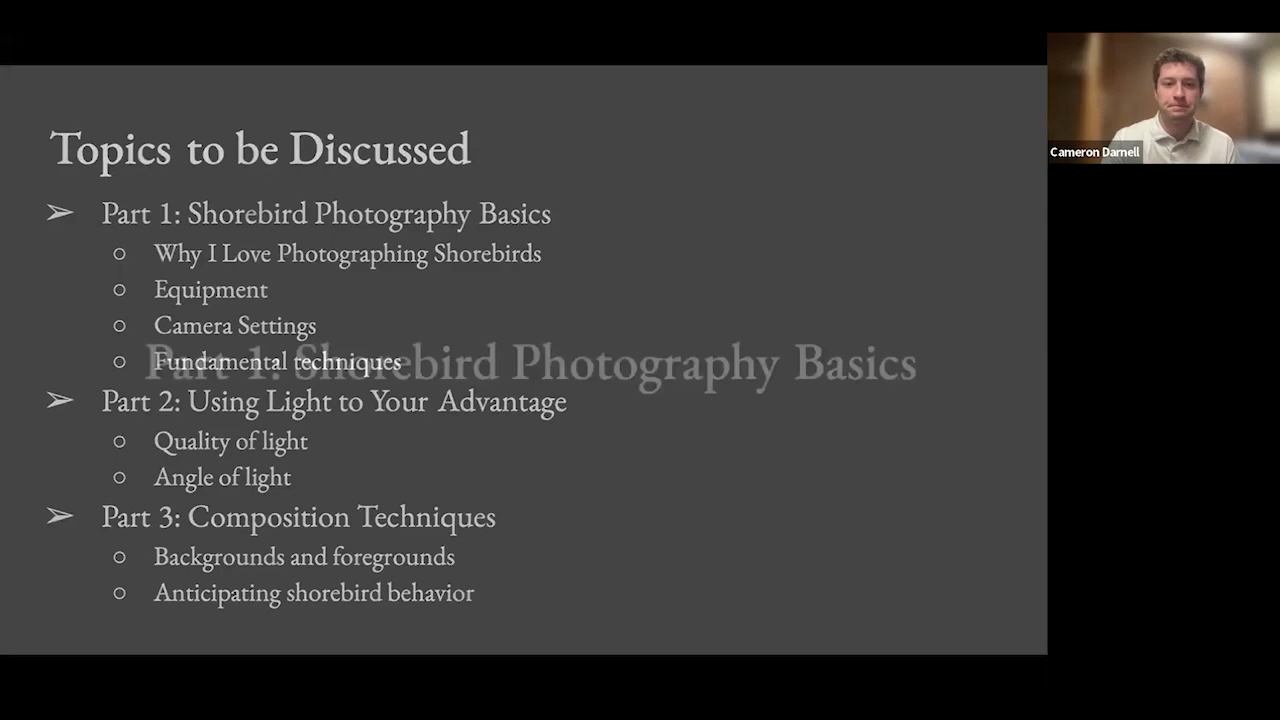 Topics to be Discussed
➢ Part 1: Shorebird Photography Basics
○ Why I Love Photographing Shorebirds
○ Equipment
○ Camera Settings
○ Fundamental techniques
Part 1: Shorebird Photography Basics
➢ Part 2: Using Light to Your Advantage
○ Quality of light
○ Angle of light
➢ Part 3: Composition Techniques
○ Backgrounds and foregrounds
○ Anticipating shorebird behavior
Cameron Darnell